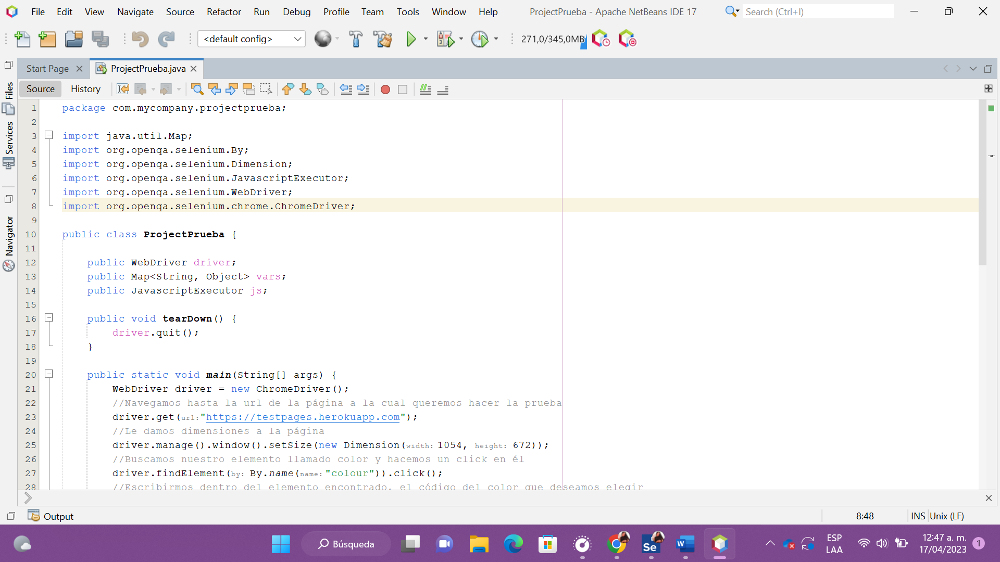 File Edit View Navigate Source Refactor Run Debug Profile Team Tools Window Help ProjectPrueba - Apache NetBeans IDE 17 Search (Ctrl+I)
<default config> 271,0/345,0MB
Start Page ProjectPrueba.java
Source History
Files
Services
Navigator
1 package com.mycompany.projectprueba;
2
3 import java.util.Map;
4 import org.openqa.selenium.By;
5 import org.openqa.selenium.Dimension;
6 import org.openqa.selenium.JavascriptExecutor;
7 import org.openqa.selenium.WebDriver;
8 import org.openqa.selenium.chrome.ChromeDriver;
9
10 public class ProjectPrueba {
11
12 public WebDriver driver;
13 public Map<String, Object> vars;
14 public JavascriptExecutor js;
15
16 public void tearDown() {
17 driver.quit();
18 }
19
20 public static void main(String[] args) {
21 WebDriver driver = new ChromeDriver();
22 //Navegamos hasta la url de la página a la cual queremos hacer la prueba
23 driver.get(url:"https://testpages.herokuapp.com");
24 //Le damos dimensiones a la página
25 driver.manage().window().setSize(new Dimension(width: 1054, height: 672));
26 //Buscamos nuestro elemento llamado color y hacemos un click en él
27 driver.findElement(by: By.name(name: "colour")).click();
28 //Escribirmos dentro del elemento encontrado, el código del color que deseamos elegir
Output 8:48 INS Unix (LF)
Búsqueda Se W ESP LAA 12:47 a. m. 17/04/2023 1